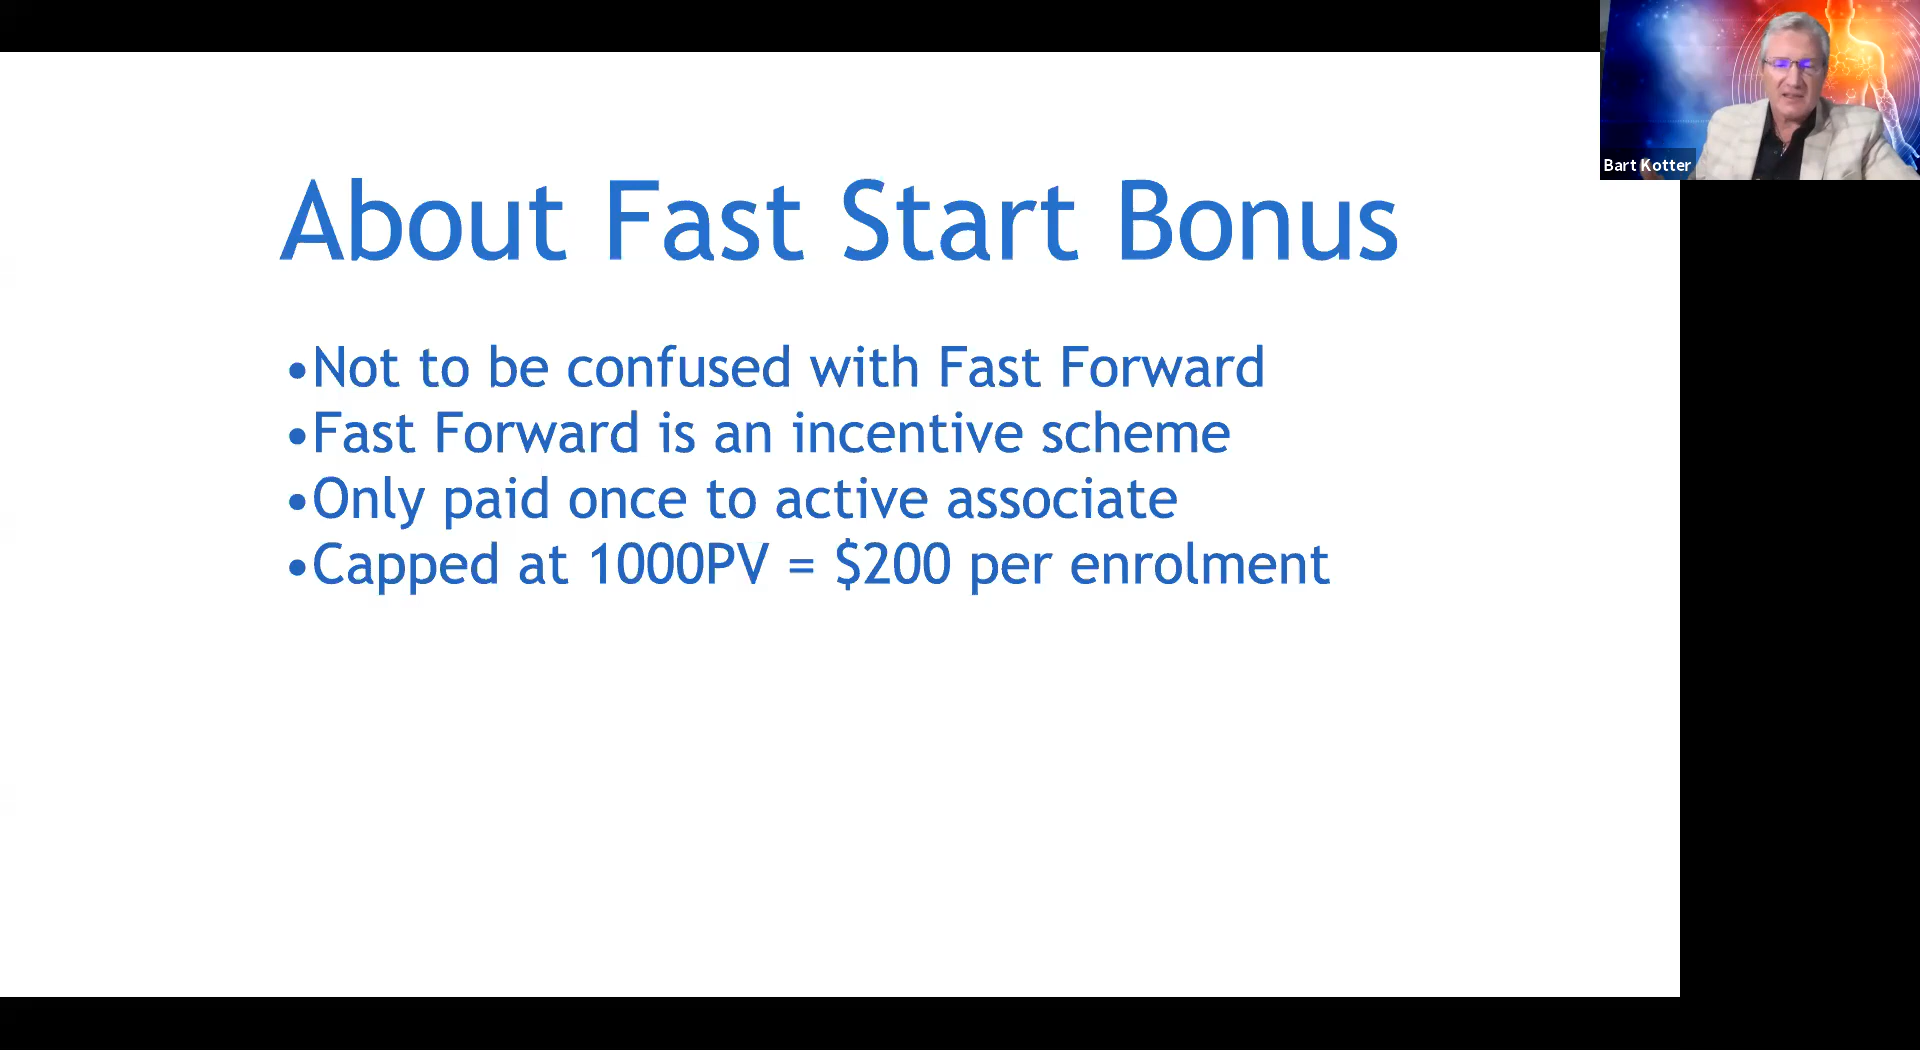 Bart Kotter
About Fast Start Bonus
•Not to be confused with Fast Forward
•Fast Forward is an incentive scheme
•Only paid once to active associate
•Capped at 1000PV = $200 per enrolment